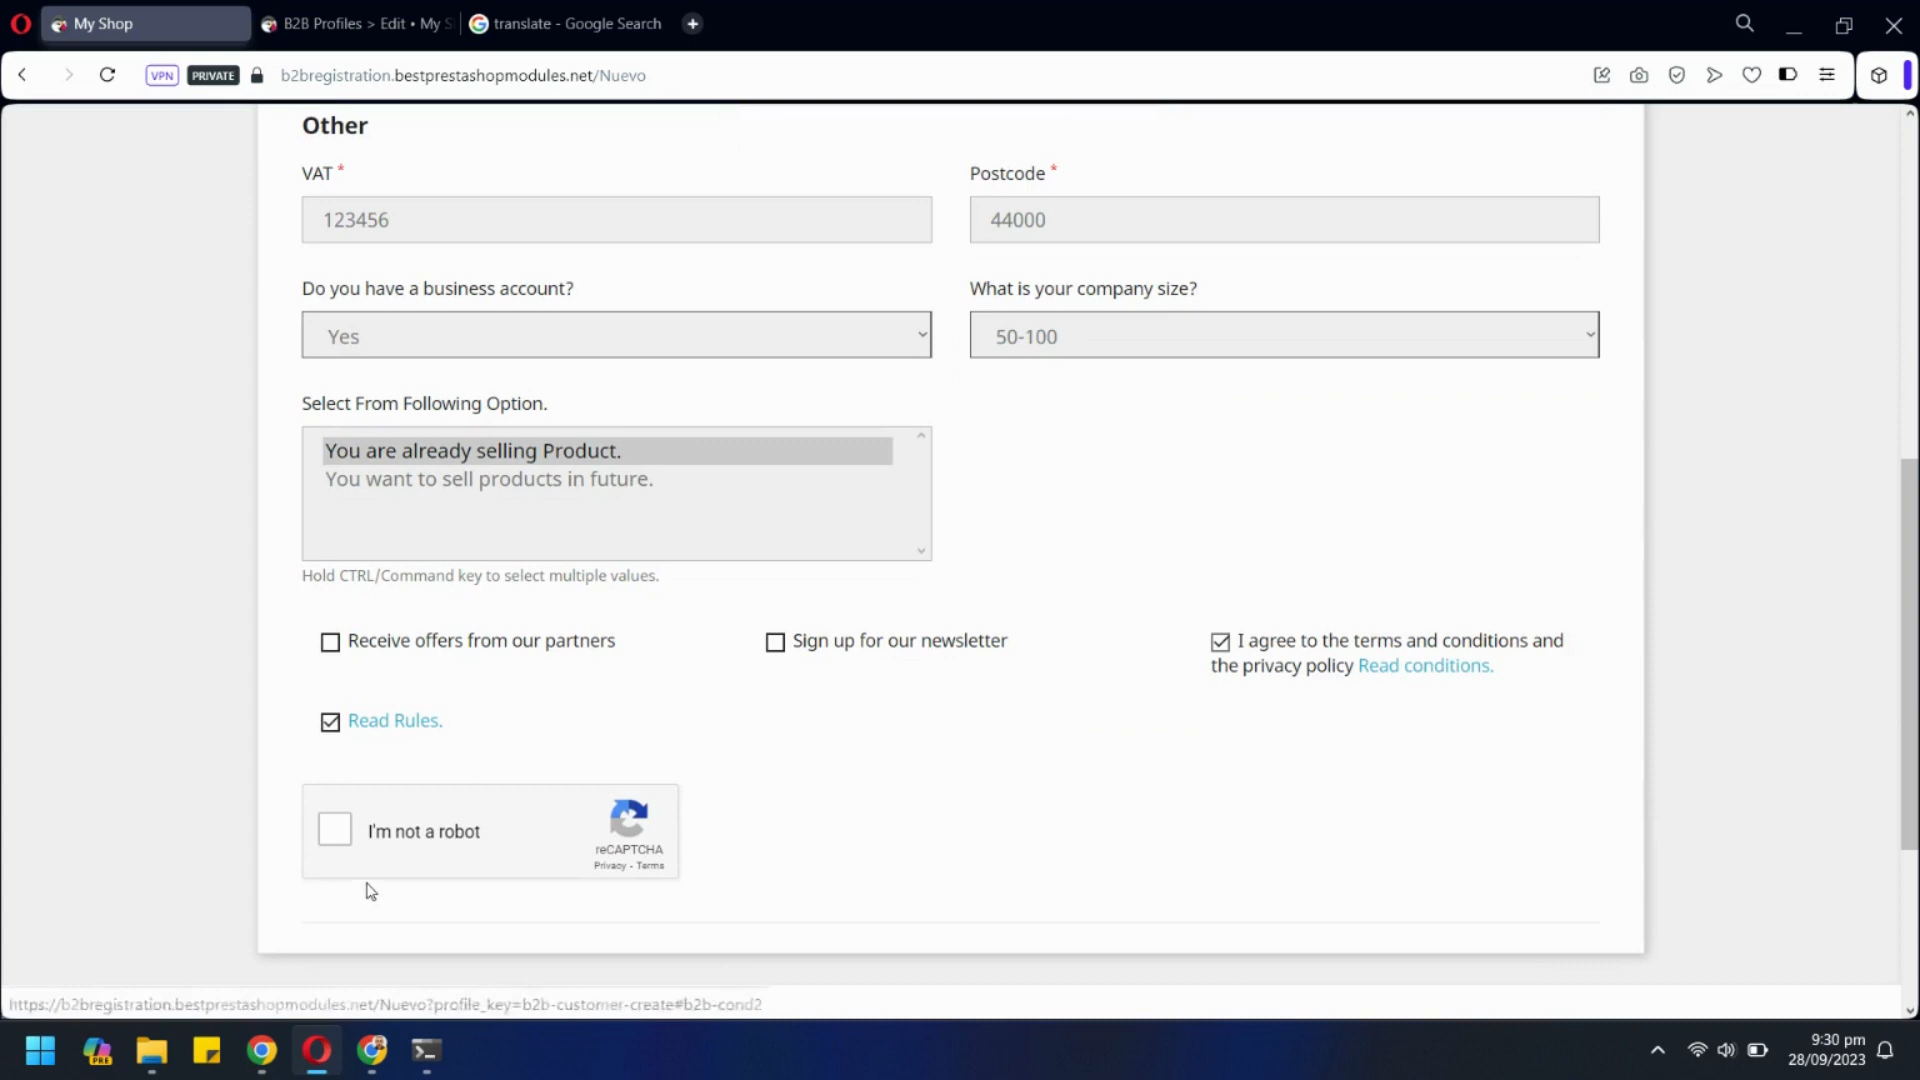 My Shop
B2B Profiles > Edit • My S
translate - Google Search
VPN
PRIVATE
b2bregistration.bestprestashopmodules.net/Nuevo
Other
VAT *
Postcode *
123456
44000
Do you have a business account?
What is your company size?
Yes
50-100
Select From Following Option.
You are already selling Product.
You want to sell products in future.
Hold CTRL/Command key to select multiple values.
Receive offers from our partners
Sign up for our newsletter
I agree to the terms and conditions and
the privacy policy Read conditions.
Read Rules.
I'm not a robot
reCAPTCHA
Privacy - Terms
https://b2bregistration.bestprestashopmodules.net/Nuevo?profile_key=b2b-customer-create#b2b-cond2
PRE
9:30 pm
28/09/2023